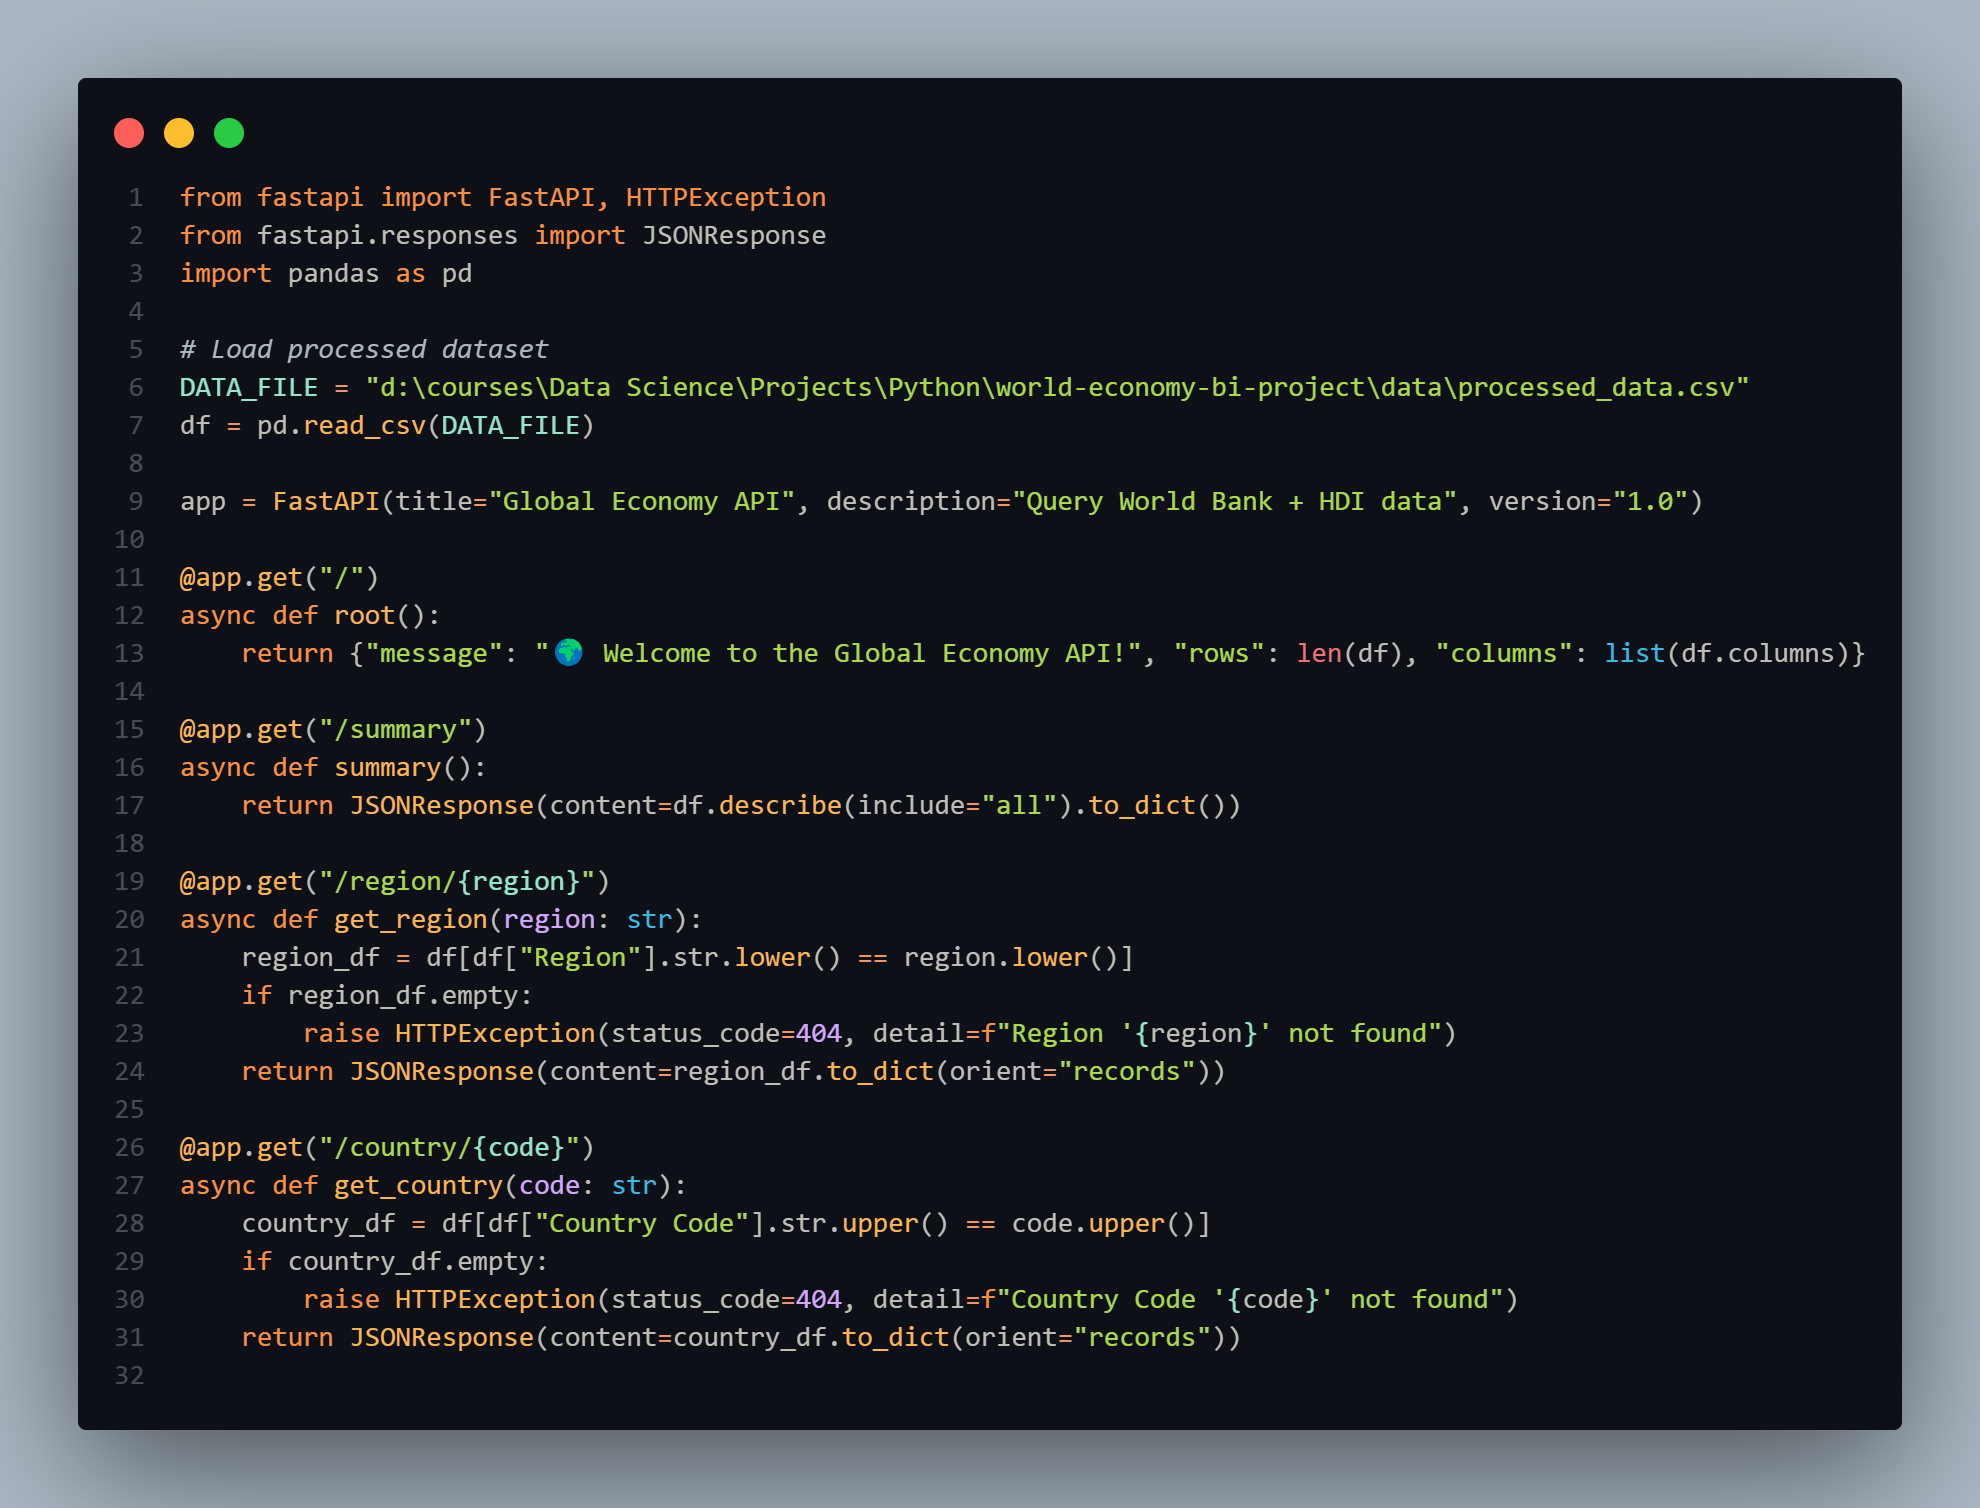 1 from fastapi import FastAPI, HTTPException
2 from fastapi.responses import JSONResponse
3 import pandas as pd
4
5 # Load processed dataset
6 DATA_FILE = "d:\courses\Data Science\Projects\Python\world-economy-bi-project\data\processed_data.csv"
7 df = pd.read_csv(DATA_FILE)
8
9 app = FastAPI(title="Global Economy API", description="Query World Bank + HDI data", version="1.0")
10
11 @app.get("/")
12 async def root():
13     return {"message": "🌍 Welcome to the Global Economy API!", "rows": len(df), "columns": list(df.columns)}
14
15 @app.get("/summary")
16 async def summary():
17     return JSONResponse(content=df.describe(include="all").to_dict())
18
19 @app.get("/region/{region}")
20 async def get_region(region: str):
21     region_df = df[df["Region"].str.lower() == region.lower()]
22     if region_df.empty:
23         raise HTTPException(status_code=404, detail=f"Region '{region}' not found")
24     return JSONResponse(content=region_df.to_dict(orient="records"))
25
26 @app.get("/country/{code}")
27 async def get_country(code: str):
28     country_df = df[df["Country Code"].str.upper() == code.upper()]
29     if country_df.empty:
30         raise HTTPException(status_code=404, detail=f"Country Code '{code}' not found")
31     return JSONResponse(content=country_df.to_dict(orient="records"))
32